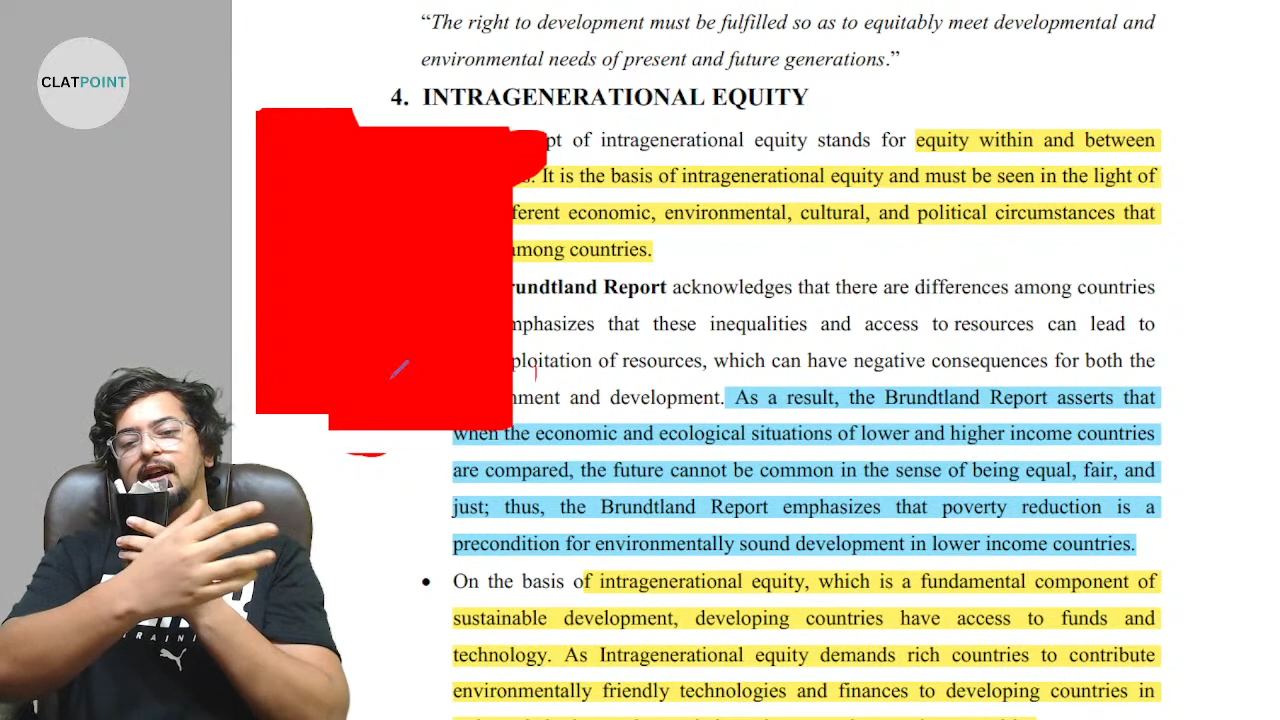 CLATPOINT
“The right to development must be fulfilled so as to equitably meet developmental and
environmental needs of present and future generations.”
4. INTRAGENERATIONAL EQUITY
of intragenerational equity stands for equity within and between
It is the basis of intragenerational equity and must be seen in the light of
economic, environmental, cultural, and political circumstances that
among countries.
Report acknowledges that there are differences among countries
that these inequalities and access to resources can lead to
of resources, which can have negative consequences for both the
and development. As a result, the Brundtland Report asserts that
when the economic and ecological situations of lower and higher income countries
are compared, the future cannot be common in the sense of being equal, fair, and
just; thus, the Brundtland Report emphasizes that poverty reduction is a
precondition for environmentally sound development in lower income countries.
• On the basis of intragenerational equity, which is a fundamental component of
sustainable development, developing countries have access to funds and
technology. As Intragenerational equity demands rich countries to contribute
environmentally friendly technologies and finances to developing countries in